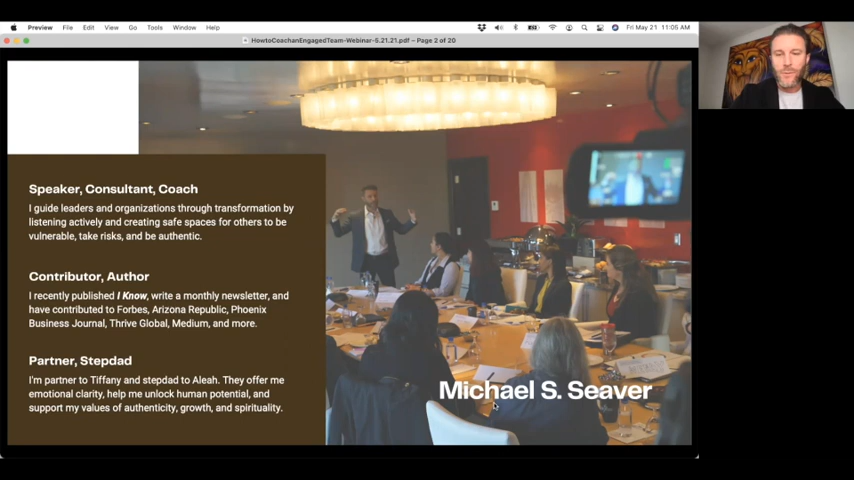 Preview File Edit View Go Tools Window Help
Fri May 21 11:05 AM
HowtoCoachanEngagedTeam-Webinar-5.21.21.pdf – Page 2 of 20
Speaker, Consultant, Coach
I guide leaders and organizations through transformation by
listening actively and creating safe spaces for others to be
vulnerable, take risks, and be authentic.
Contributor, Author
I recently published I Know, write a monthly newsletter, and
have contributed to Forbes, Arizona Republic, Phoenix
Business Journal, Thrive Global, Medium, and more.
Partner, Stepdad
I'm partner to Tiffany and stepdad to Aleah. They offer me
emotional clarity, help me unlock human potential, and
support my values of authenticity, growth, and spirituality.
Michael S. Seaver